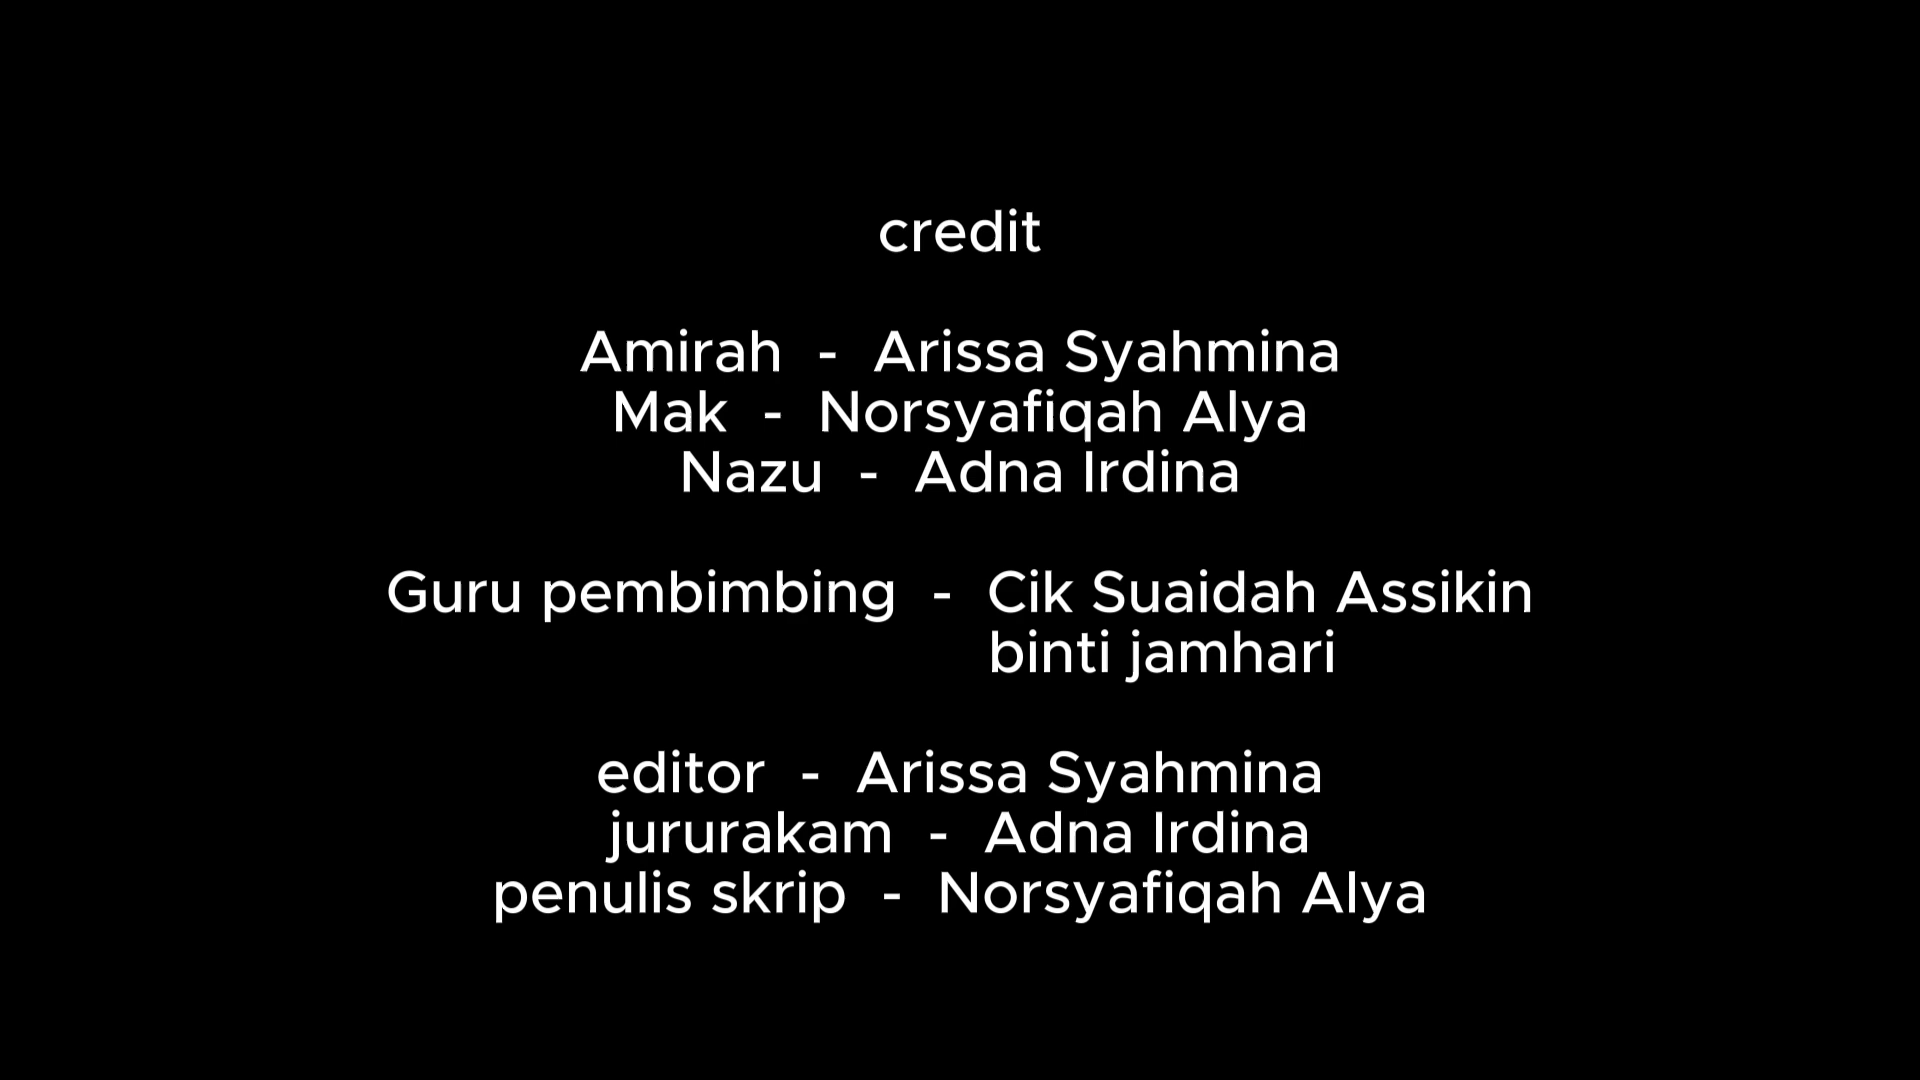 credit
Amirah - Arissa Syahmina
Mak - Norsyafiqah Alya
Nazu - Adna Irdina
Guru pembimbing - Cik Suaidah Assikin
binti jamhari
editor - Arissa Syahmina
jururakam - Adna Irdina
penulis skrip - Norsyafiqah Alya